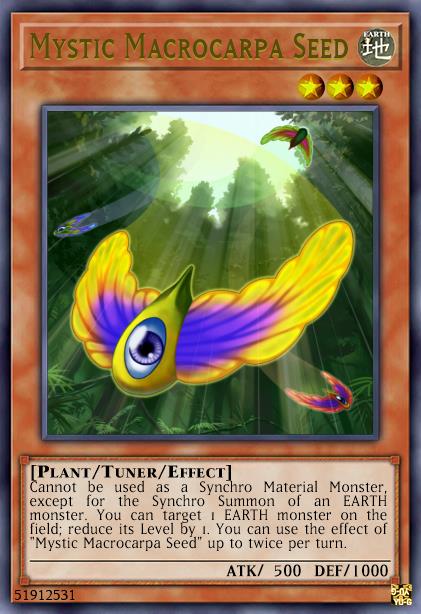 Mystic Macrocarpa Seed
EARTH
地
[Plant/Tuner/Effect]
Cannot be used as a Synchro Material Monster,
except for the Synchro Summon of an EARTH
monster. You can target 1 EARTH monster on the
field; reduce its Level by 1. You can use the effect of
"Mystic Macrocarpa Seed" up to twice per turn.
ATK/ 500 DEF/1000
51912531